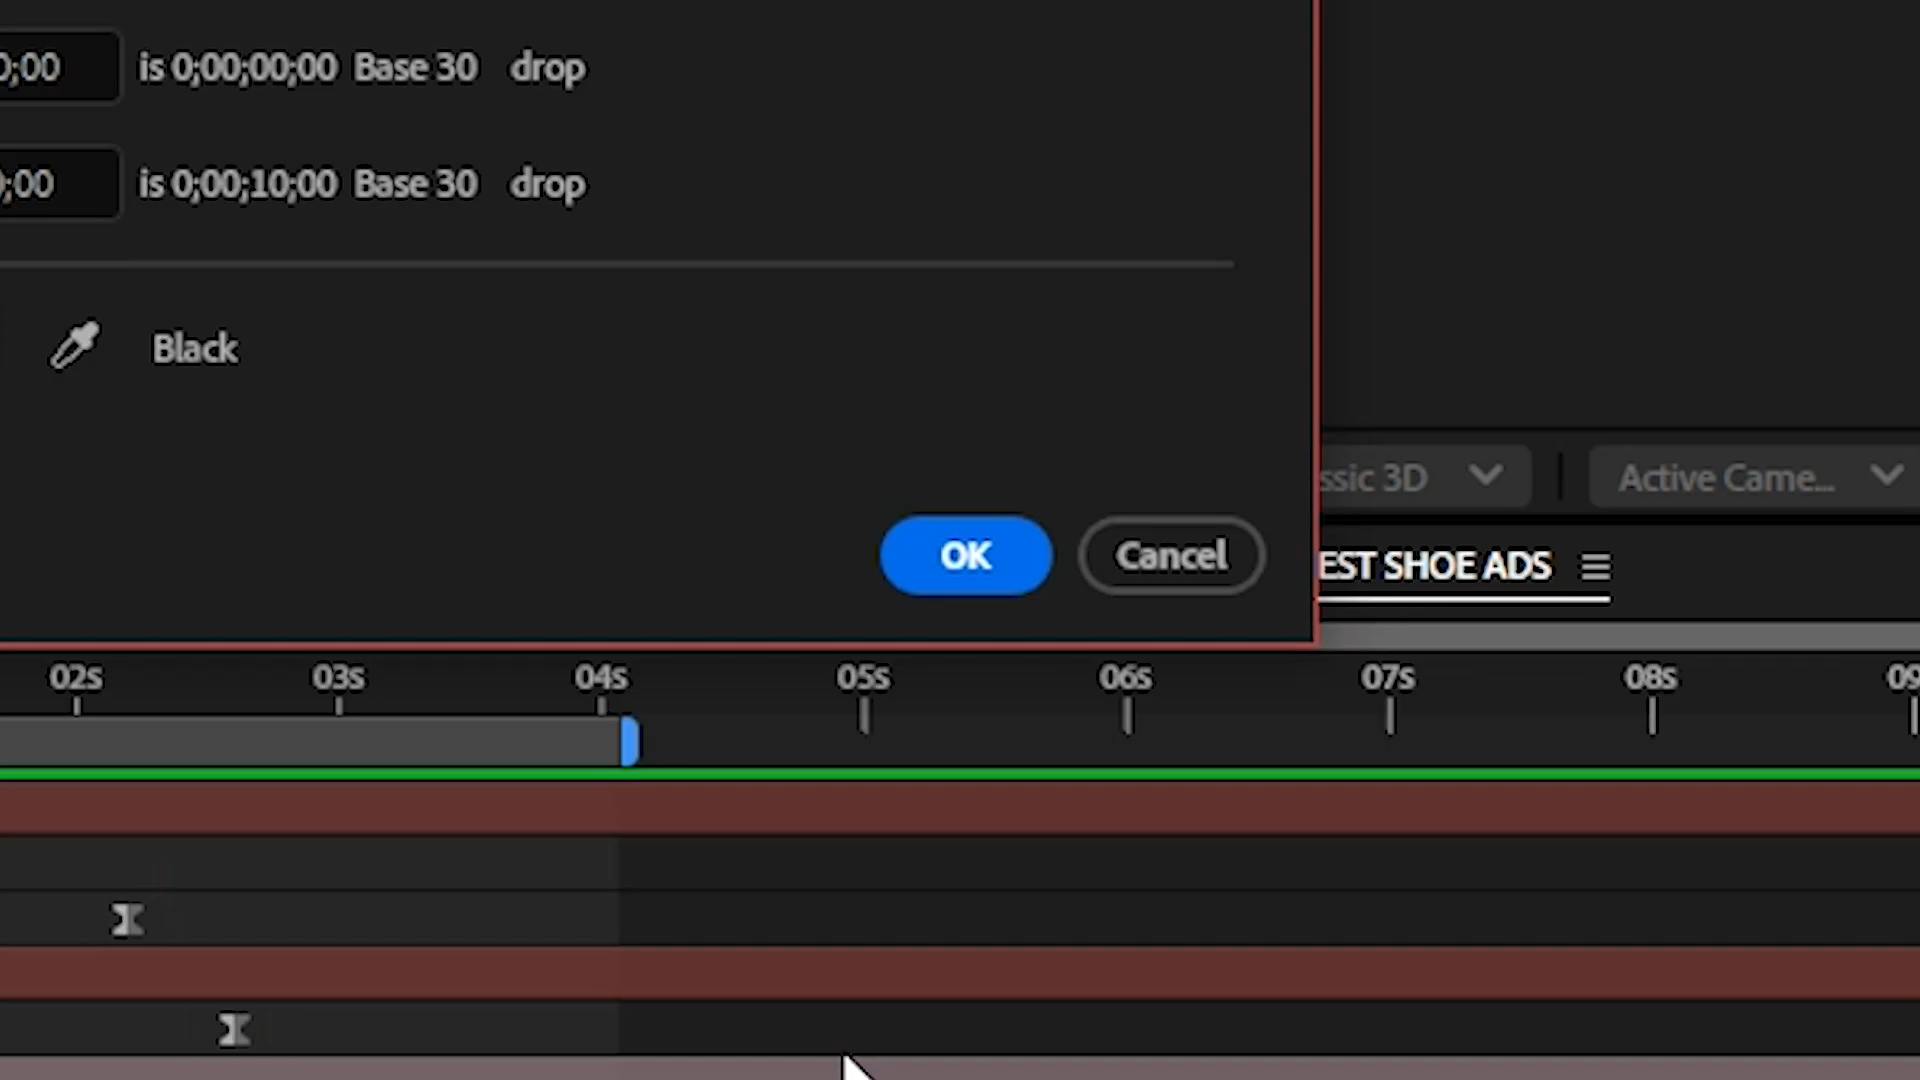 0;00 is 0;00;00;00 Base 30 drop
;00 is 0;00;10;00 Base 30 drop
Black
ssic 3D Active Came...
OK Cancel
EST SHOE ADS
02s 03s 04s 05s 06s 07s 08s 09